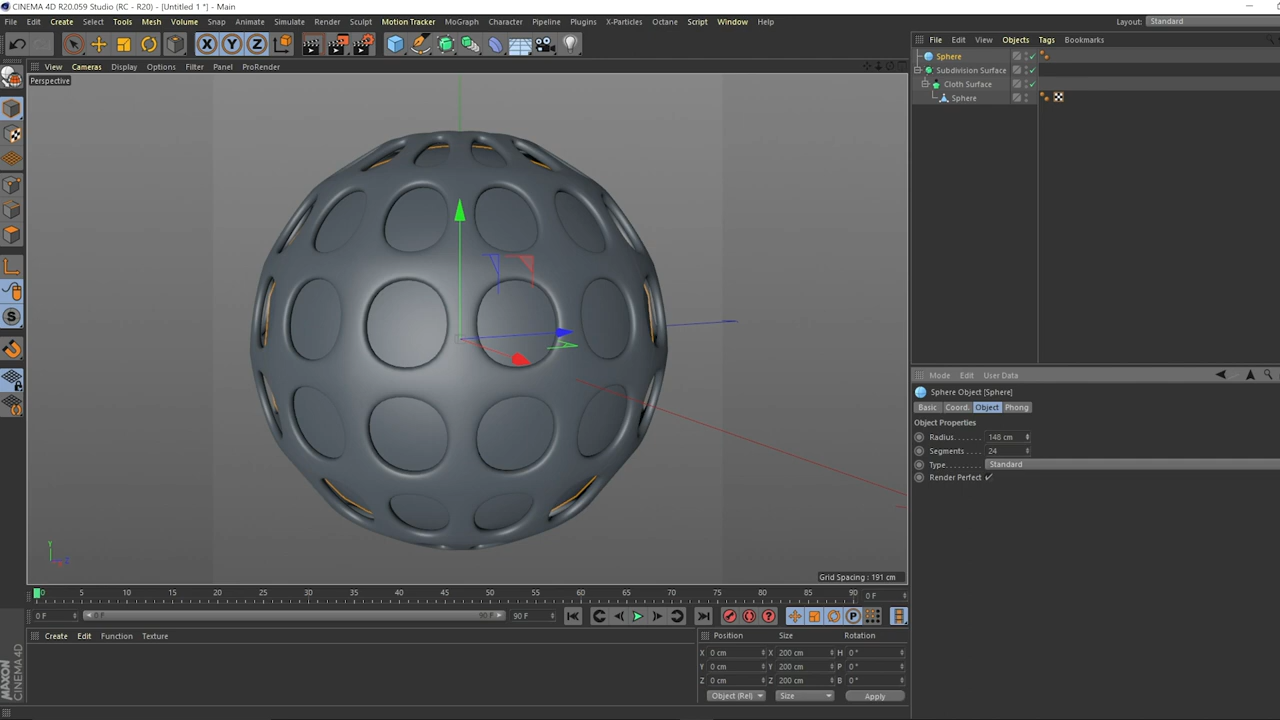 CINEMA 4D R20.059 Studio (RC - R20) - [Untitled 1 *] - Main
File Edit Create Select Tools Mesh Volume Snap Animate Simulate Render Sculpt Motion Tracker MoGraph Character Pipeline Plugins X-Particles Octane Script Window Help Layout: Standard
X Y Z
File Edit View Objects Tags Bookmarks
View Cameras Display Options Filter Panel ProRender
Perspective
Sphere
Subdivision Surface
Cloth Surface
Sphere
Mode Edit User Data
Sphere Object [Sphere]
Basic Coord. Object Phong
Object Properties
Radius. . . . . . . 148 cm
Segments . . . . 24
Type. . . . . . . . . Standard
Render Perfect
Y
Grid Spacing : 191 cm
0 5 10 15 20 25 30 35 40 45 50 55 60 65 70 75 80 85 90 0 F
0 F 0 F 90 F 90 F P
Create Edit Function Texture
Position Size Rotation
X 0 cm X 200 cm H 0 °
Y 0 cm Y 200 cm P 0 °
Z 0 cm Z 200 cm B 0 °
Object (Rel) Size Apply
MAXON
CINEMA 4D